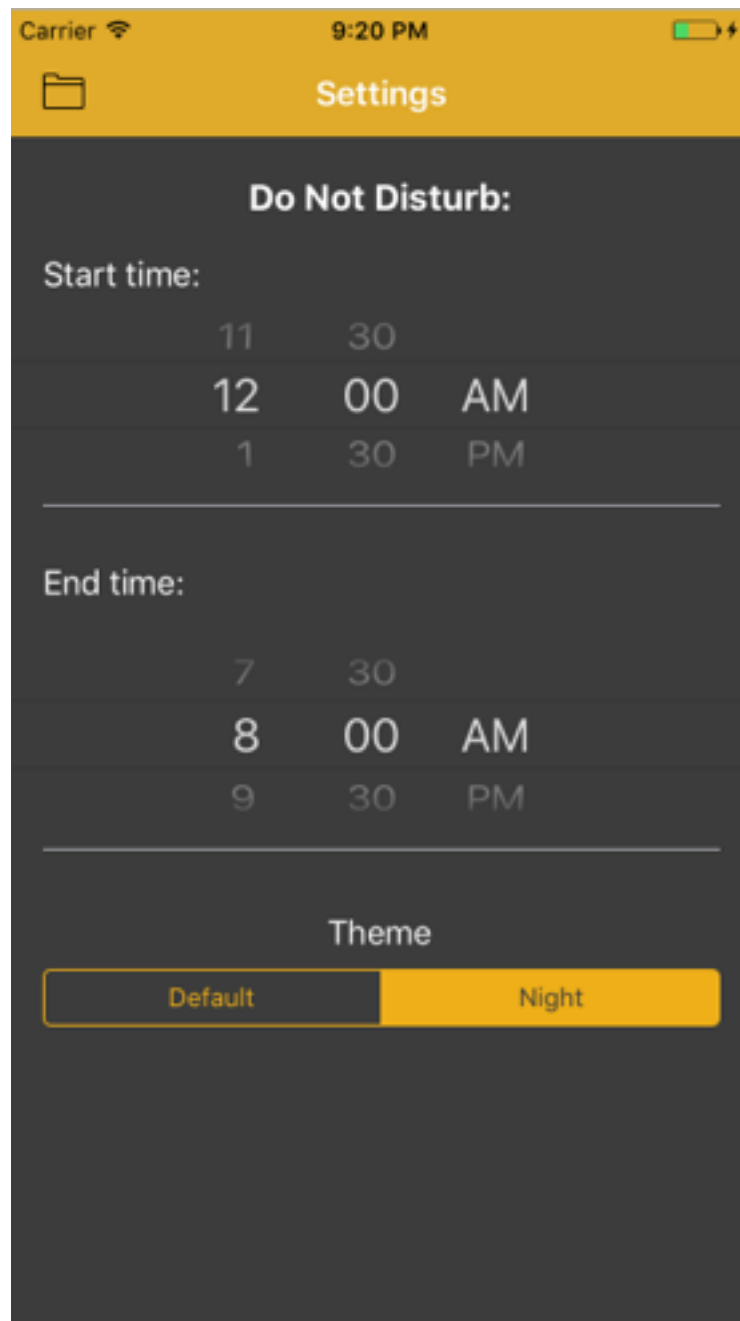 Carrier 9:20 PM
Settings
Do Not Disturb:
Start time:
11 30
12 00 AM
1 30 PM
End time:
7 30
8 00 AM
9 30 PM
Theme
Default Night